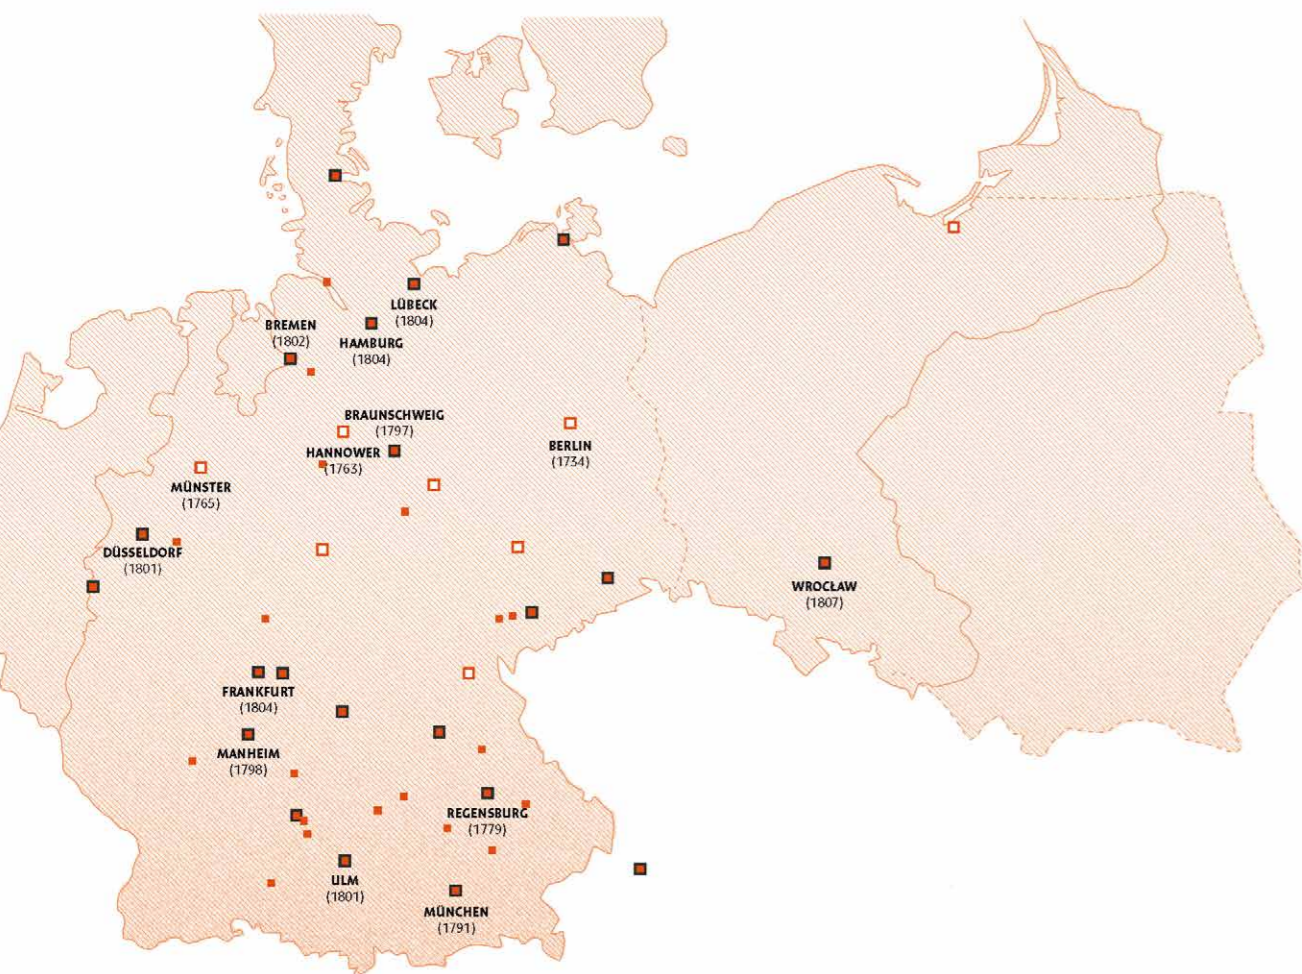 LÜBECK
(1804)
BREMEN
(1802)
HAMBURG
(1804)
BRAUNSCHWEIG
(1797)
HANNOWER
(1763)
BERLIN
(1734)
MÜNSTER
(1765)
DÜSSELDORF
(1801)
WROCŁAW
(1807)
FRANKFURT
(1804)
MANHEIM
(1798)
REGENSBURG
(1779)
ULM
(1801)
MÜNCHEN
(1791)